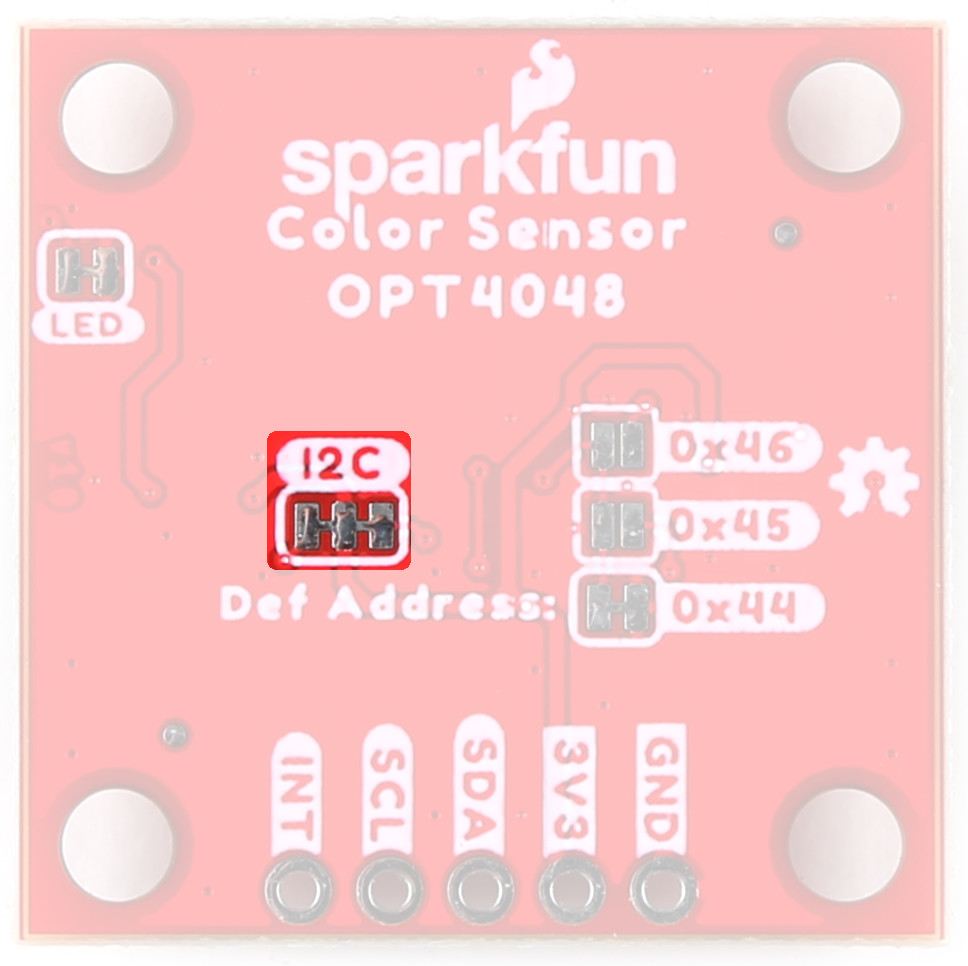 sparkfun
Color Sensor
OPT4048
LED
I2C
0x46
0x45
Def Address: 0x44
INT
SCL
SDA
3V3
GND